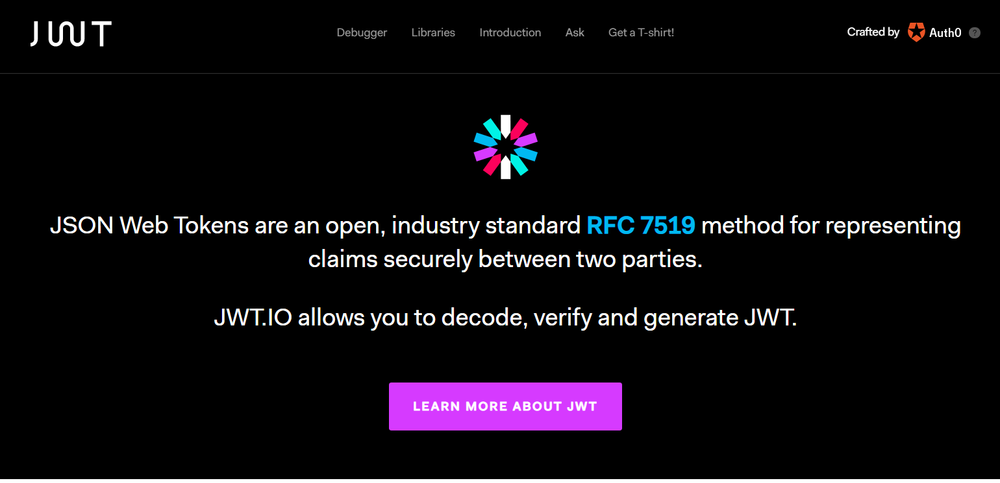 JWT
Debugger Libraries Introduction Ask Get a T-shirt!
Crafted by Auth0 ?
JSON Web Tokens are an open, industry standard RFC 7519 method for representing
claims securely between two parties.
JWT.IO allows you to decode, verify and generate JWT.
LEARN MORE ABOUT JWT